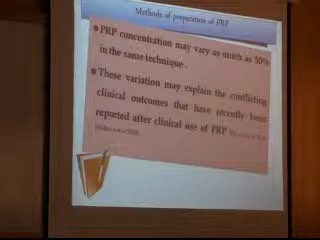 Methods of preparation of PRP
• PRP concentration may vary as much as 50%
in the same technique .
• These variation may explain the conflicting
clinical outcomes that have recently been
reported after clinical use of PRP